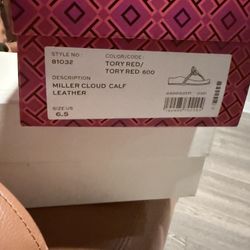 STYLE NO:
81032
COLOR/CODE:
TORY RED/
TORY RED 600
DESCRIPTION
MILLER CLOUD CALF
LEATHER
SIZE US
6.5